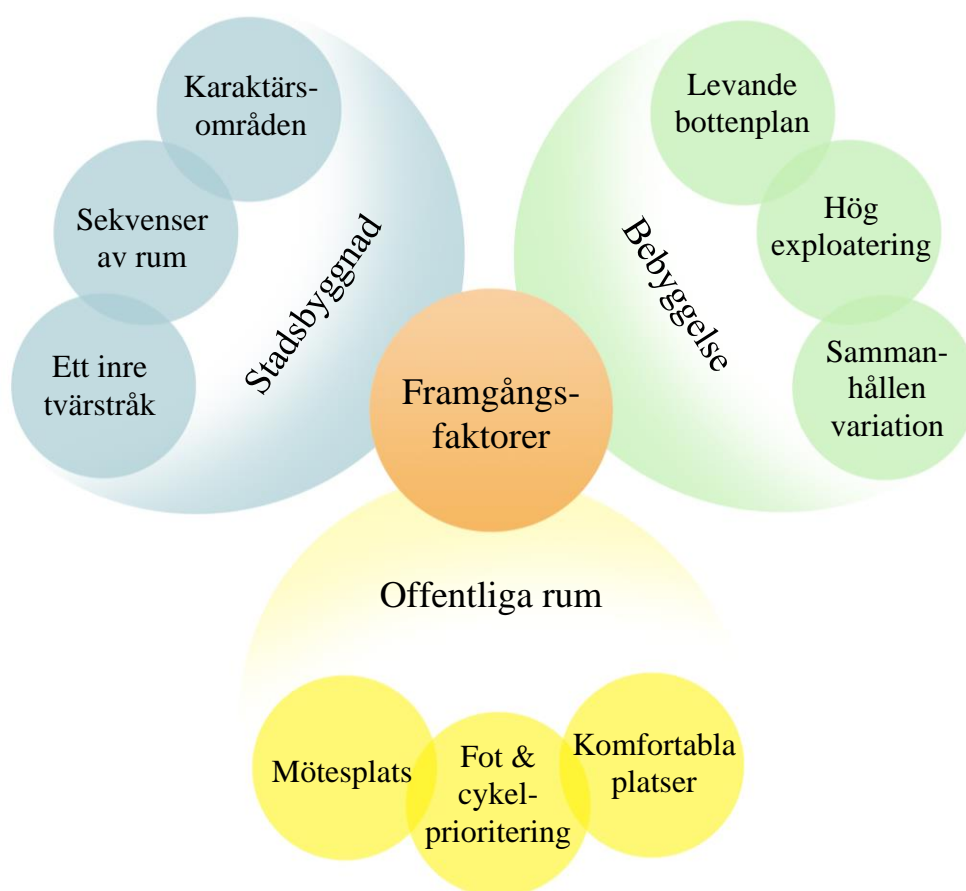 Karaktärs-
områden
Sekvenser
av rum
Ett inre
tvärstråk
Stadsbyggnad
Levande
bottenplan
Hög
exploatering
Samman-
hållen
variation
Bebyggelse
Framgångs-
faktorer
Offentliga rum
Mötesplats
Fot &
cykel-
prioritering
Komfortabla
platser